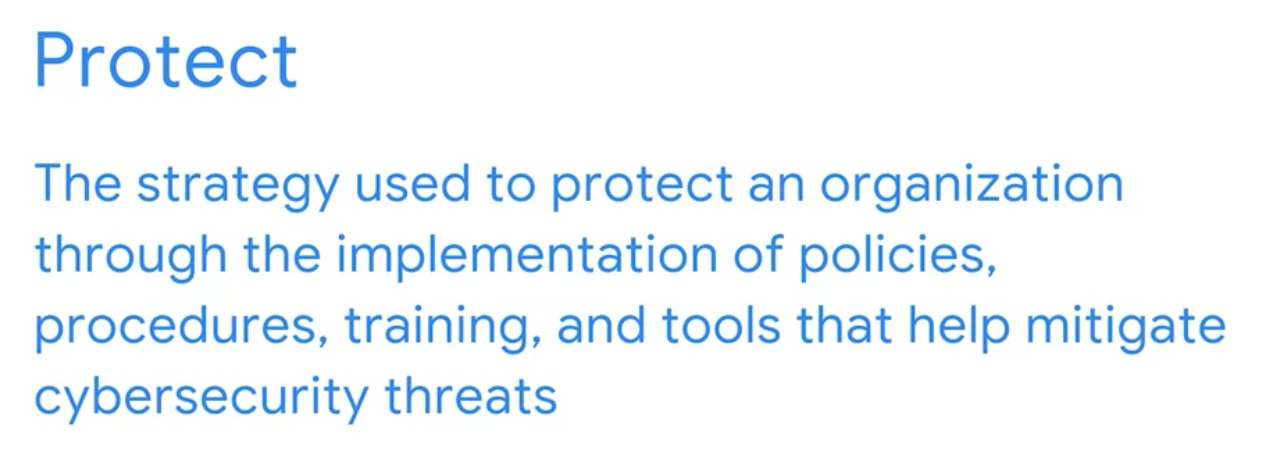 Protect
The strategy used to protect an organization
through the implementation of policies,
procedures, training, and tools that help mitigate
cybersecurity threats